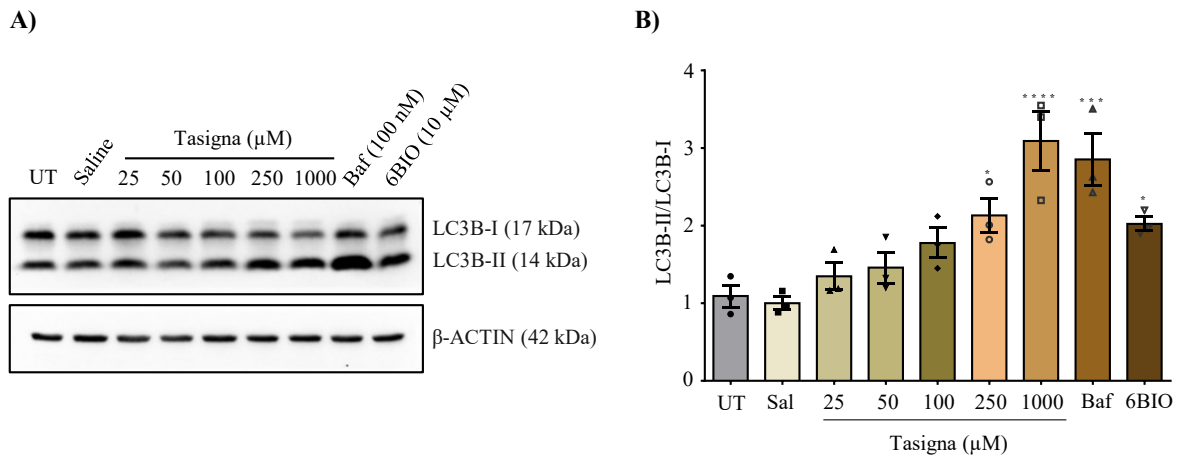 A)
UT
Saline
Tasigna (µM)
25 50 100 250 1000
Baf (100 nM)
6BIO (10 µM)
LC3B-I (17 kDa)
LC3B-II (14 kDa)
β-ACTIN (42 kDa)
B)
LC3B-II/LC3B-I
4
3
2
1
0
*
****
***
*
UT Sal 25 50 100 250 1000 Baf 6BIO
Tasigna (µM)